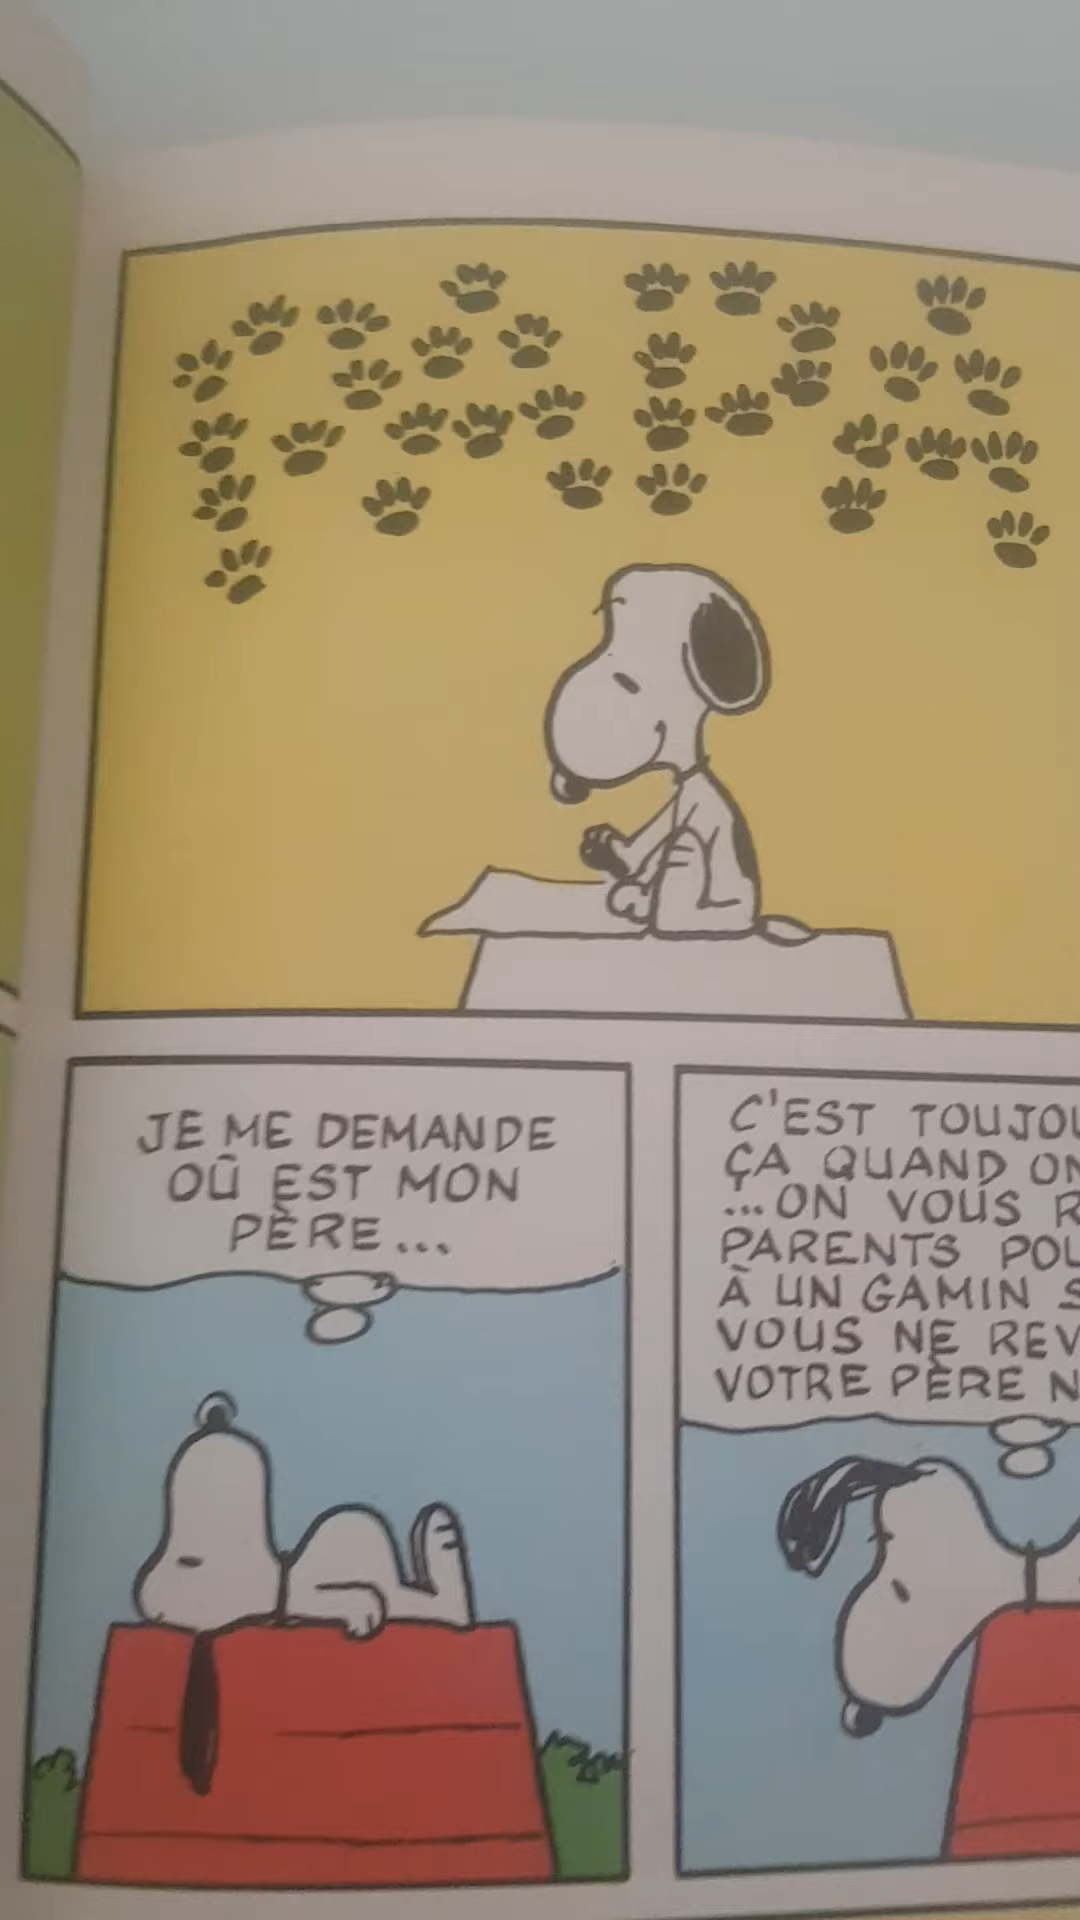 PAPA
JE ME DEMANDE
OÙ EST MON
PÈRE...
C'EST
ÇA QUAND
...ON VOUS
PARENTS
À UN GAMIN
VOUS NE
VOTRE PÈRE